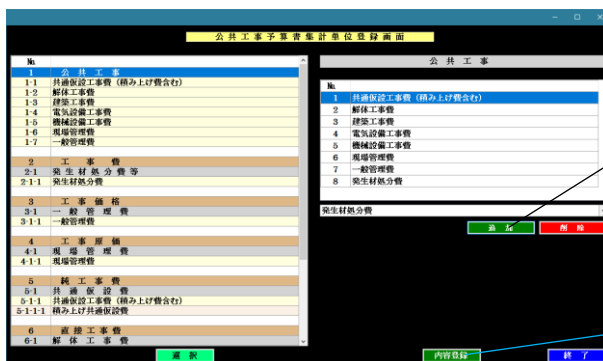 公共工事予算書集計単位登録画面
No.
1 公共工事
1-1 共通仮設工事費（積み上げ費含む）
1-2 解体工事費
1-3 建築工事費
1-4 電気設備工事費
1-5 機械設備工事費
1-6 現場管理費
1-7 一般管理費
2 工事費
2-1 発生材処分費等
2-1-1 発生材処分費
3 工事価格
3-1 一般管理費
3-1-1 一般管理費
4 工事原価
4-1 現場管理費
4-1-1 現場管理費
5 純工事費
5-1 共通仮設費
5-1-1 共通仮設工事費（積み上げ費含む）
5-1-1-1 積み上げ共通仮設費
6 直接工事費
6-1 解体工事費
選択
公共工事
No.
1 共通仮設工事費（積み上げ費含む）
2 解体工事費
3 建築工事費
4 電気設備工事費
5 機械設備工事費
6 現場管理費
7 一般管理費
8 発生材処分費
発生材処分費
追加 削除
内容登録 終了